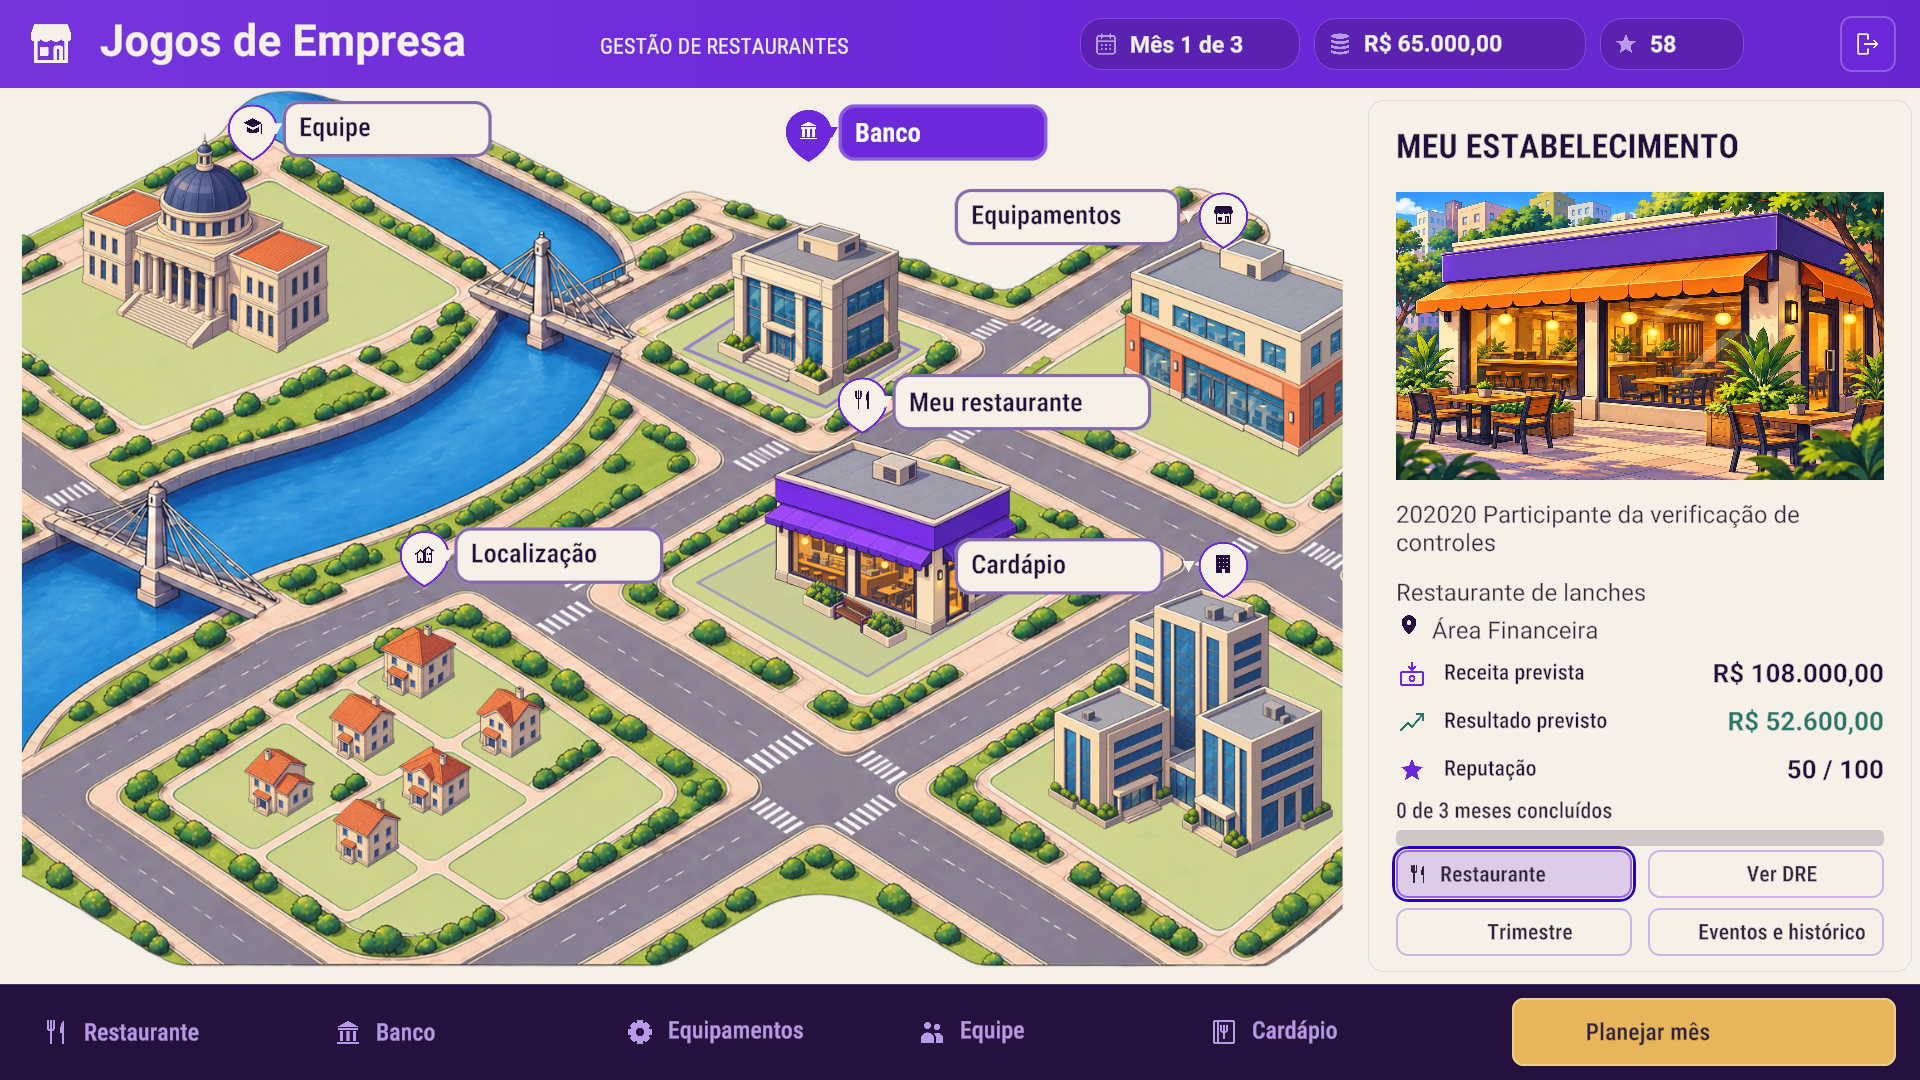 Jogos de Empresa
GESTÃO DE RESTAURANTES
Mês 1 de 3
R$ 65.000,00
58
Equipe
Banco
Equipamentos
Meu restaurante
Localização
Cardápio
MEU ESTABELECIMENTO
202020 Participante da verificação de
controles
Restaurante de lanches
Área Financeira
Receita prevista R$ 108.000,00
Resultado previsto R$ 52.600,00
Reputação 50 / 100
0 de 3 meses concluídos
Restaurante
Ver DRE
Trimestre
Eventos e histórico
Restaurante
Banco
Equipamentos
Equipe
Cardápio
Planejar mês